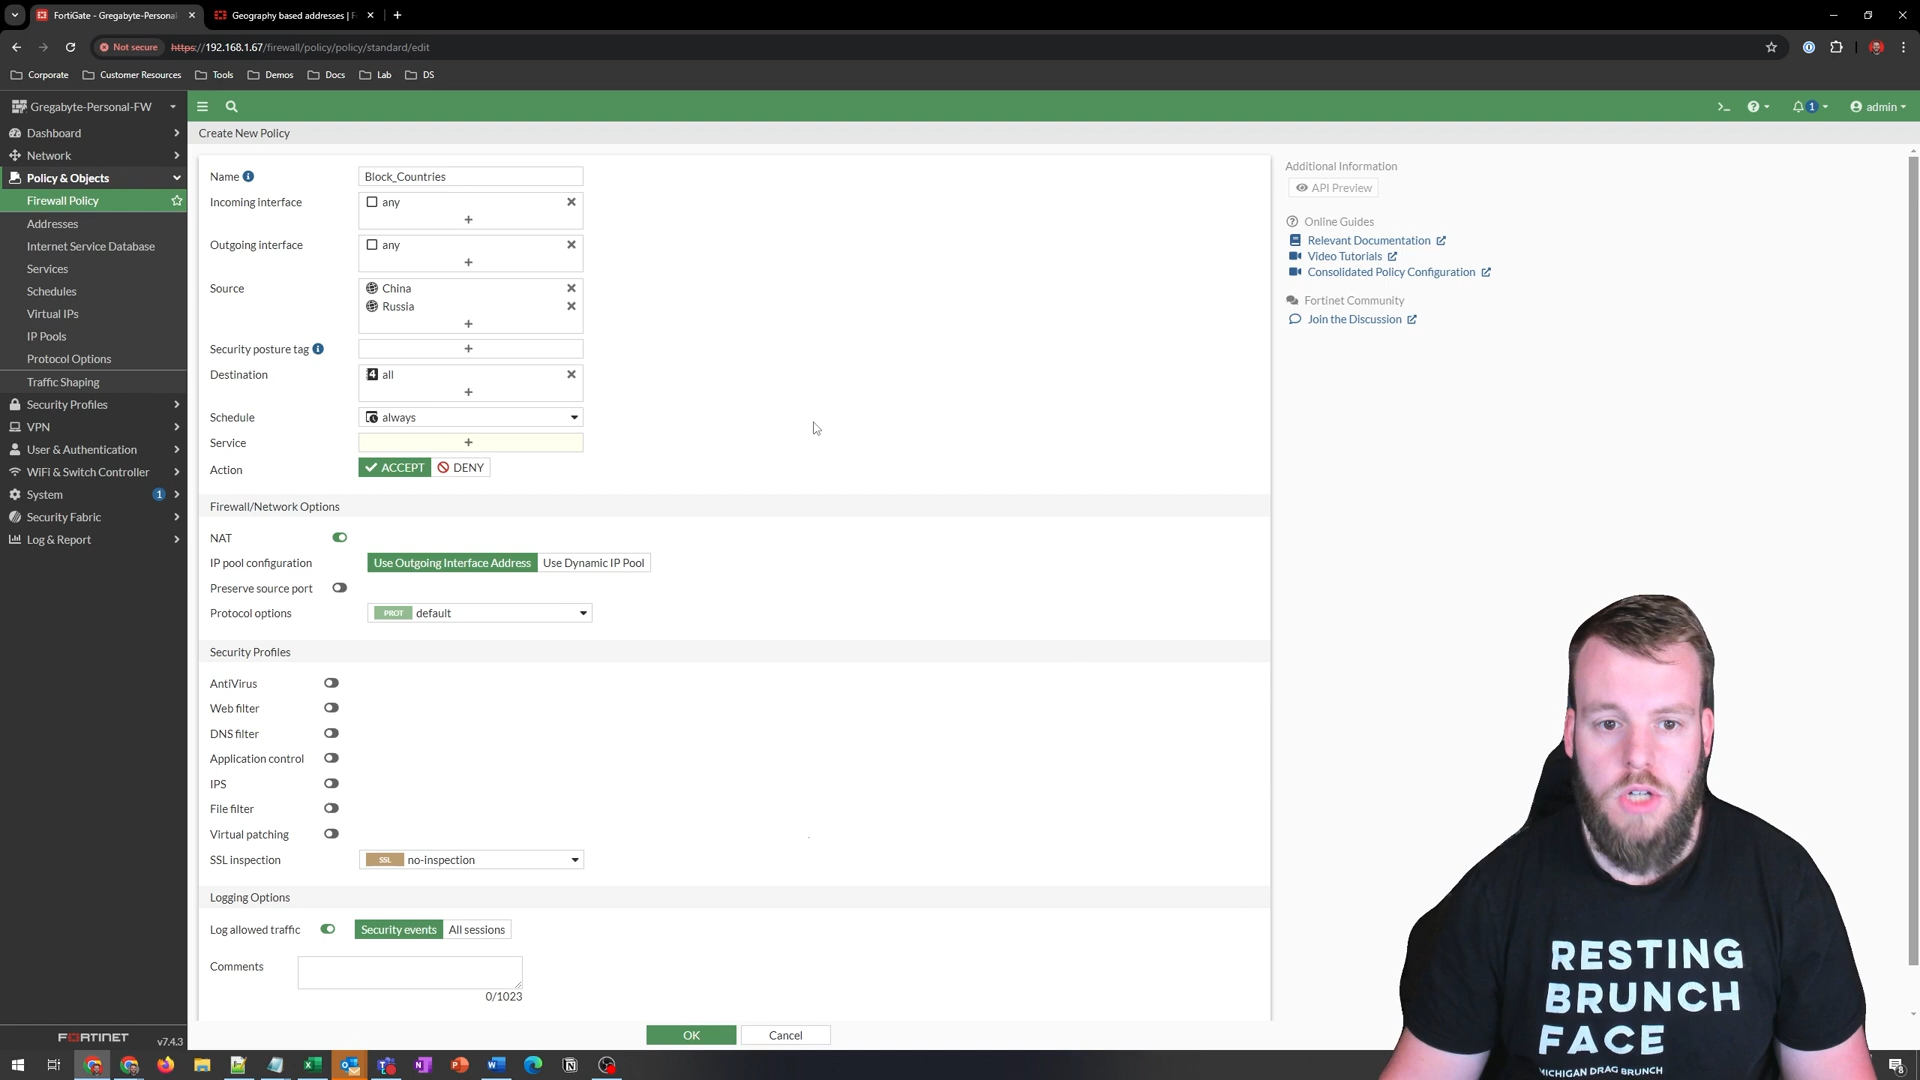 FortiGate - Gregabyte-Personal-
Geography based addresses | F
Not secure
https://192.168.1.67/firewall/policy/policy/standard/edit
Corporate
Customer Resources
Tools
Demos
Docs
Lab
DS
Gregabyte-Personal-FW
>_
1
admin
Dashboard
Network
Policy & Objects
Firewall Policy
Addresses
Internet Service Database
Services
Schedules
Virtual IPs
IP Pools
Protocol Options
Traffic Shaping
Security Profiles
VPN
User & Authentication
WiFi & Switch Controller
System 1
Security Fabric
Log & Report
FORTINET v7.4.3
Create New Policy
Name Block_Countries
Incoming interface any
Outgoing interface any
Source China
Russia
Security posture tag
Destination 4 all
Schedule always
Service
Action ACCEPT DENY
Firewall/Network Options
NAT
IP pool configuration Use Outgoing Interface Address Use Dynamic IP Pool
Preserve source port
Protocol options PROT default
Security Profiles
AntiVirus
Web filter
DNS filter
Application control
IPS
File filter
Virtual patching
SSL inspection SSL no-inspection
Logging Options
Log allowed traffic Security events All sessions
Comments
0/1023
OK Cancel
Additional Information
API Preview
Online Guides
Relevant Documentation
Video Tutorials
Consolidated Policy Configuration
Fortinet Community
Join the Discussion
RESTING
BRUNCH
FACE
MICHIGAN DRAG BRUNCH
8